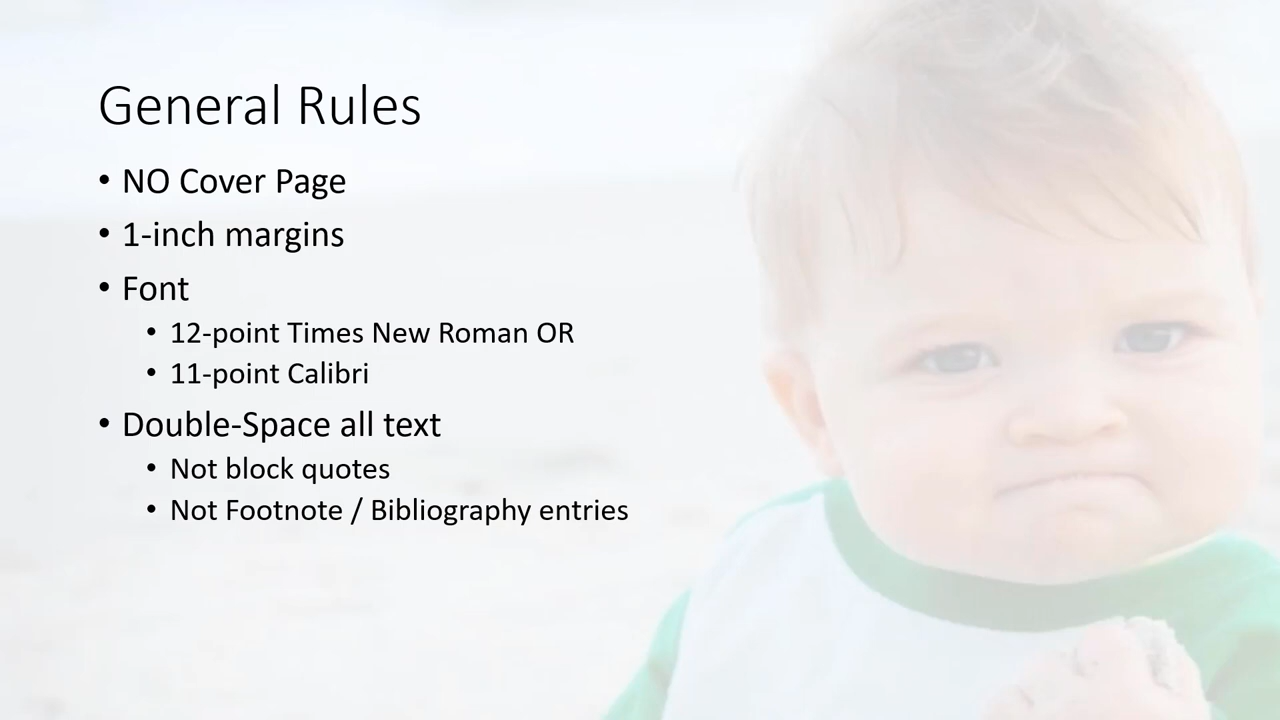 General Rules
• NO Cover Page
• 1-inch margins
• Font
• 12-point Times New Roman OR
• 11-point Calibri
• Double-Space all text
• Not block quotes
• Not Footnote / Bibliography entries